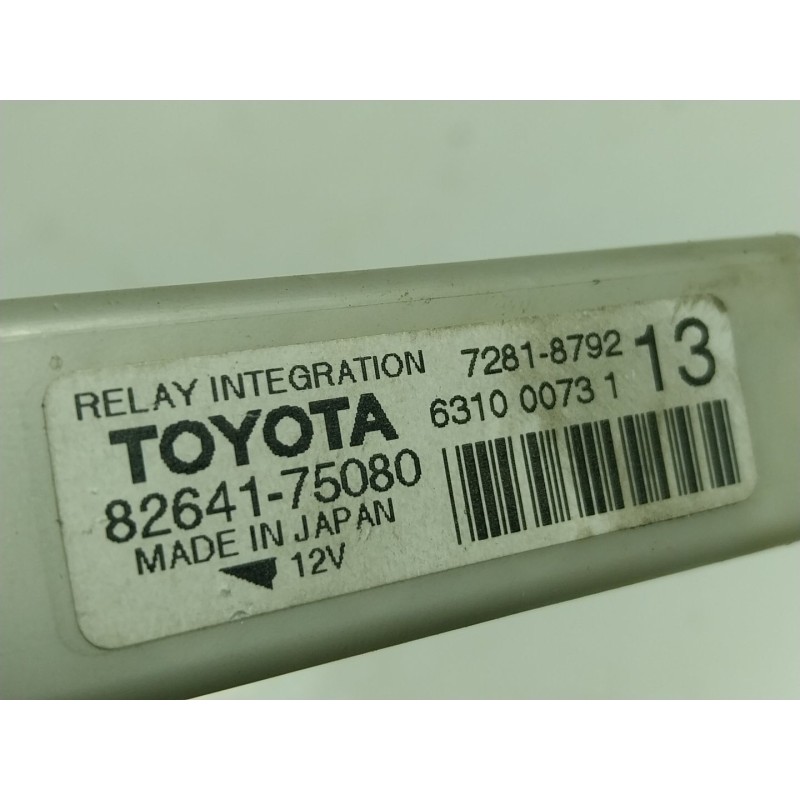 RELAY INTEGRATION
TOYOTA
82641-75080
MADE IN JAPAN
12V
7281-8792
6310 0073 1
13